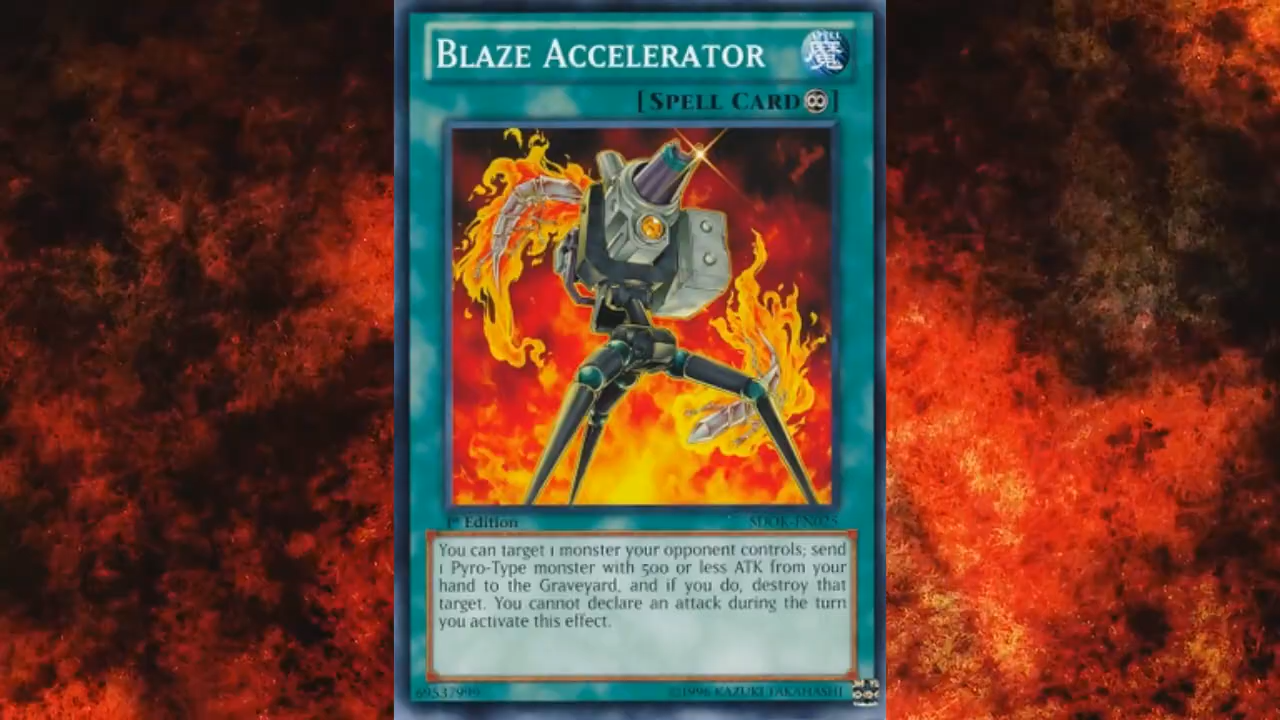 BLAZE ACCELERATOR
魔
[SPELL CARD ]
1st Edition SDOK-EN025
You can target 1 monster your opponent controls; send
1 Pyro-Type monster with 500 or less ATK from your
hand to the Graveyard, and if you do, destroy that
target. You cannot declare an attack during the turn
you activate this effect.
69537999 ©1996 KAZUKI TAKAHASHI